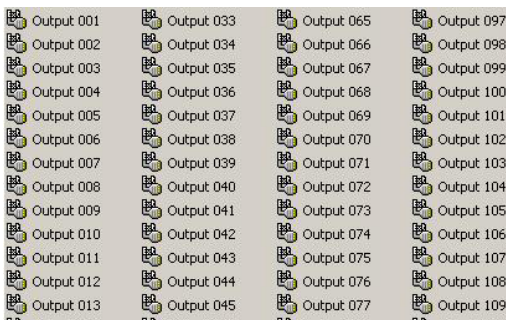 Output 001 Output 033 Output 065 Output 097
Output 002 Output 034 Output 066 Output 098
Output 003 Output 035 Output 067 Output 099
Output 004 Output 036 Output 068 Output 100
Output 005 Output 037 Output 069 Output 101
Output 006 Output 038 Output 070 Output 102
Output 007 Output 039 Output 071 Output 103
Output 008 Output 040 Output 072 Output 104
Output 009 Output 041 Output 073 Output 105
Output 010 Output 042 Output 074 Output 106
Output 011 Output 043 Output 075 Output 107
Output 012 Output 044 Output 076 Output 108
Output 013 Output 045 Output 077 Output 109